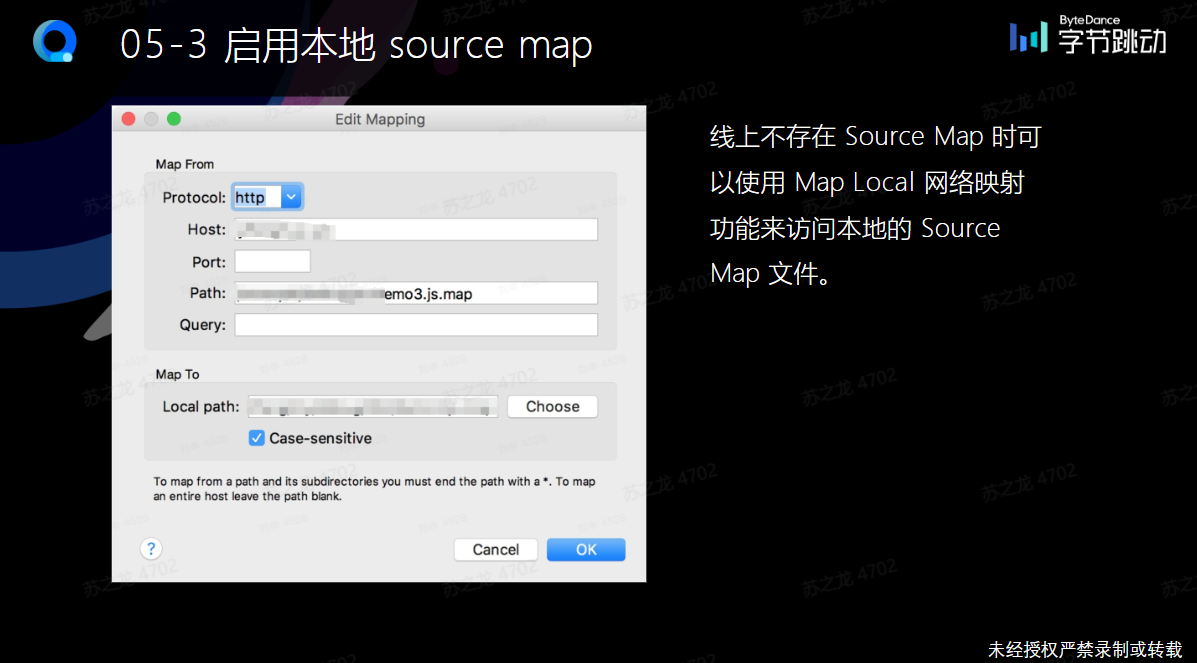 05-3 启用本地 source map
ByteDance
字节跳动
Edit Mapping
Map From
Protocol: http
Host:
Port:
Path: emo3.js.map
Query:
Map To
Local path: Choose
Case-sensitive
To map from a path and its subdirectories you must end the path with a *. To map
an entire host leave the path blank.
? Cancel OK
线上不存在 Source Map 时可
以使用 Map Local 网络映射
功能来访问本地的 Source
Map 文件。
苏之龙 4702
未经授权严禁录制或转载